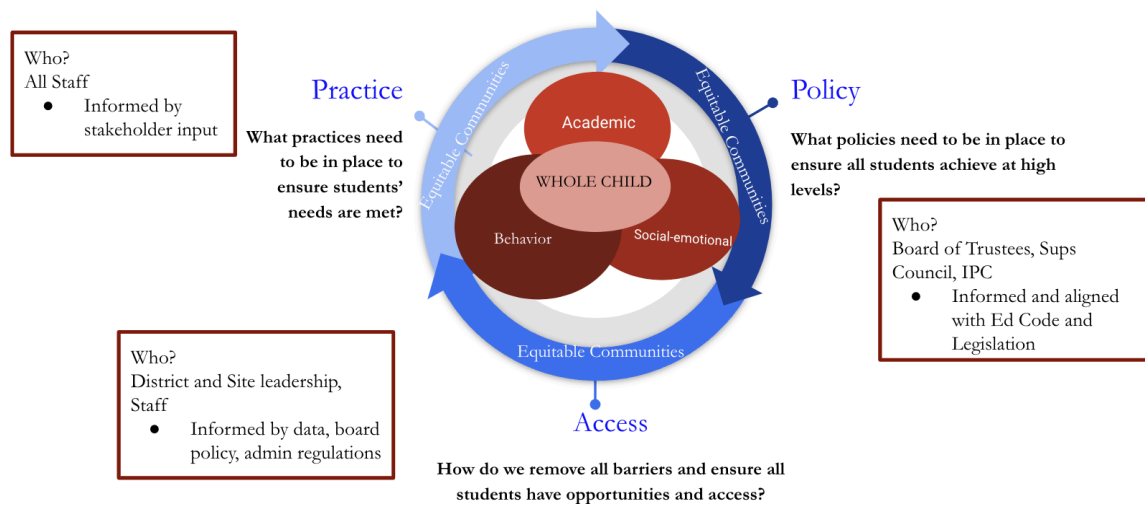 Who?
All Staff
● Informed by
stakeholder input
Practice
What practices need
to be in place to
ensure students’
needs are met?
Equitable Communities
Equitable Communities
Equitable Communities
Academic
WHOLE CHILD
Behavior
Social-emotional
Policy
What policies need to be in place to
ensure all students achieve at high
levels?
Who?
Board of Trustees, Sups
Council, IPC
● Informed and aligned
with Ed Code and
Legislation
Who?
District and Site leadership,
Staff
● Informed by data, board
policy, admin regulations
Access
How do we remove all barriers and ensure all
students have opportunities and access?